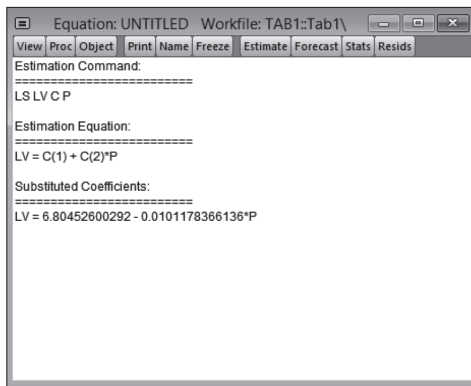 Equation: UNTITLED Workfile: TAB1::Tab1\
View Proc Object Print Name Freeze Estimate Forecast Stats Resids
Estimation Command:
=========================
LS LV C P
Estimation Equation:
=========================
LV = C(1) + C(2)*P
Substituted Coefficients:
=========================
LV = 6.80452600292 - 0.0101178366136*P